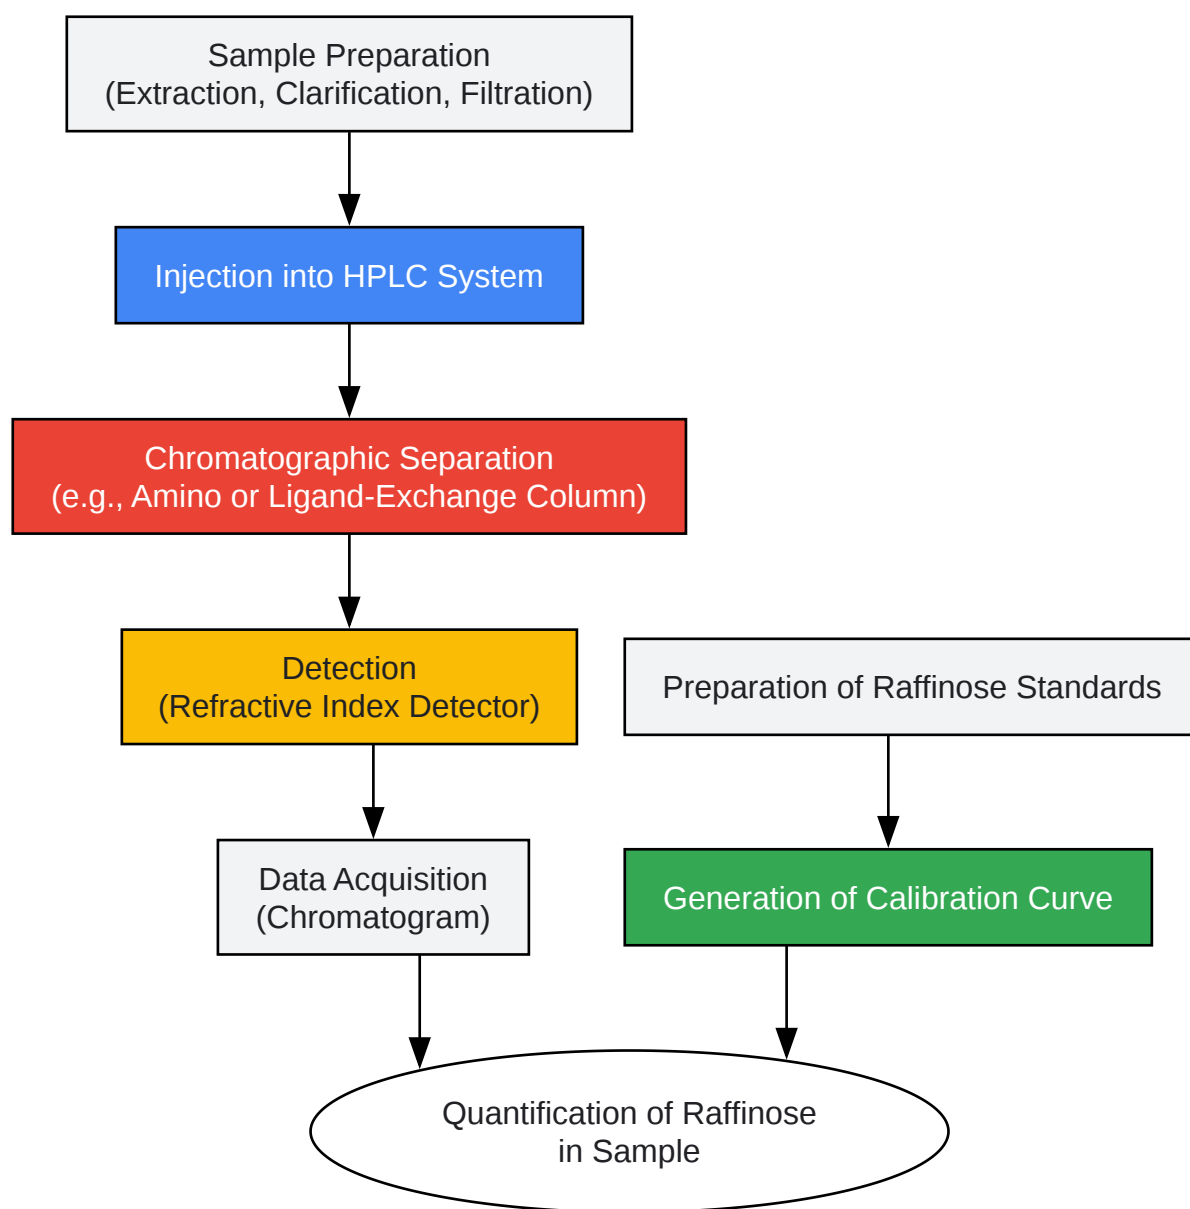 Sample Preparation
(Extraction, Clarification, Filtration)
Injection into HPLC System
Chromatographic Separation
(e.g., Amino or Ligand-Exchange Column)
Detection
(Refractive Index Detector)
Preparation of Raffinose Standards
Data Acquisition
(Chromatogram)
Generation of Calibration Curve
Quantification of Raffinose
in Sample